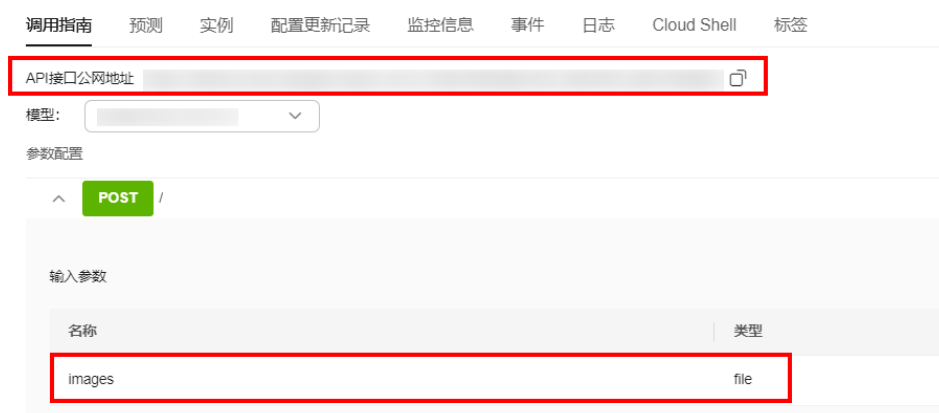 调用指南 预测 实例 配置更新记录 监控信息 事件 日志 Cloud Shell 标签
API接口公网地址
模型：
参数配置
POST /
输入参数
名称 类型
images file